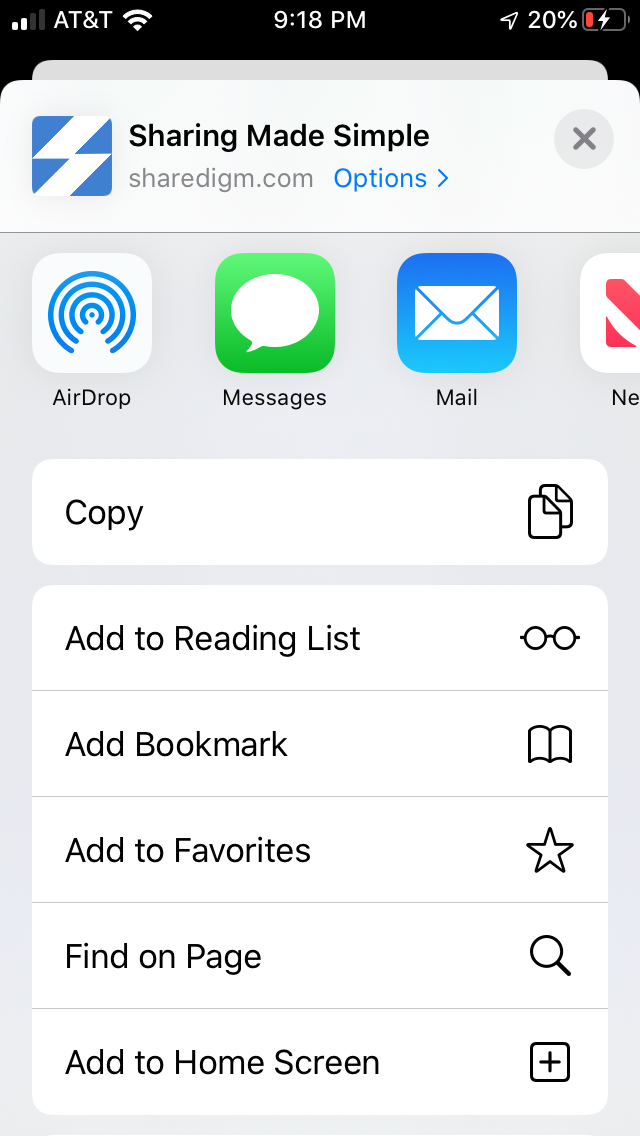 AT&T 9:18 PM 20%
Sharing Made Simple
sharedigm.com Options >
AirDrop Messages Mail Ne
Copy
Add to Reading List
Add Bookmark
Add to Favorites
Find on Page
Add to Home Screen